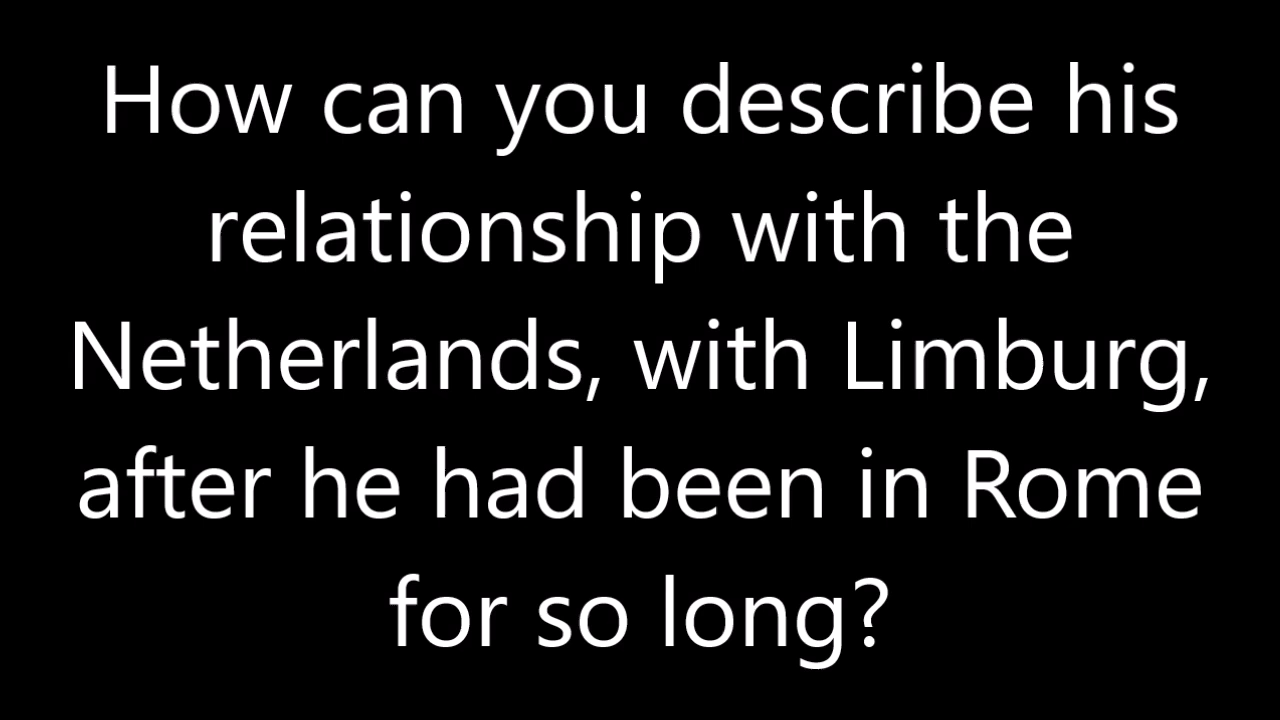 How can you describe his
relationship with the
Netherlands, with Limburg,
after he had been in Rome
for so long?